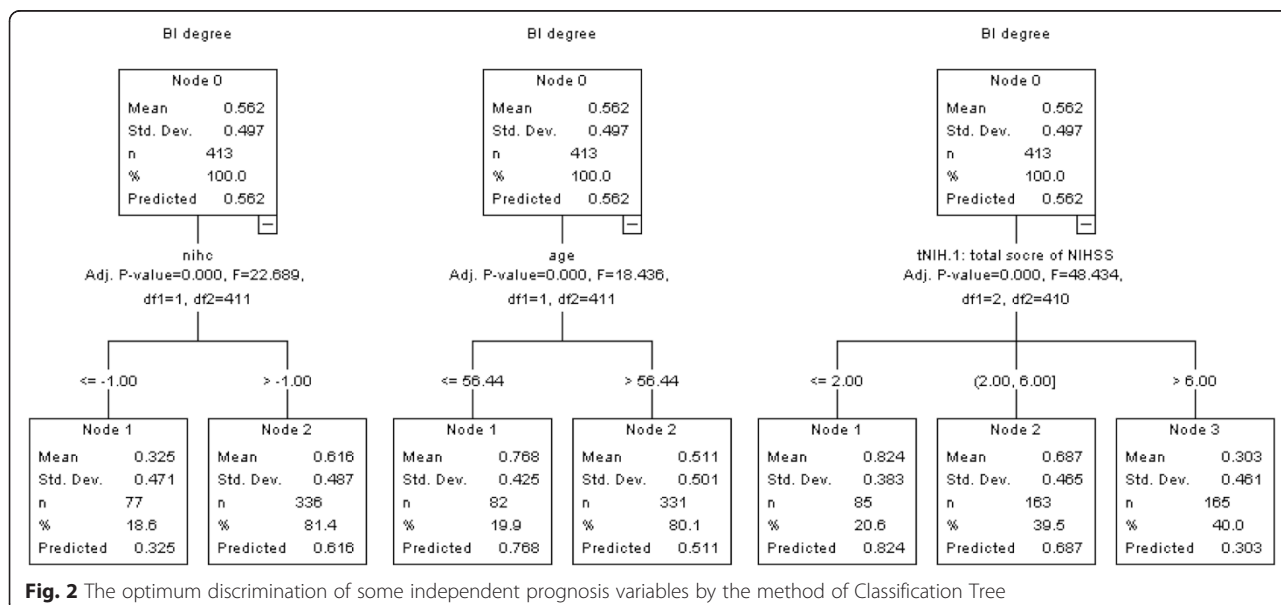 BI degree
Node 0
Mean 0.562
Std. Dev. 0.497
n 413
% 100.0
Predicted 0.562
−
nihc
Adj. P-value=0.000, F=22.689,
df1=1, df2=411
<= -1.00
> -1.00
Node 1
Mean 0.325
Std. Dev. 0.471
n 77
% 18.6
Predicted 0.325
Node 2
Mean 0.616
Std. Dev. 0.487
n 336
% 81.4
Predicted 0.616
BI degree
Node 0
Mean 0.562
Std. Dev. 0.497
n 413
% 100.0
Predicted 0.562
−
age
Adj. P-value=0.000, F=18.436,
df1=1, df2=411
<= 56.44
> 56.44
Node 1
Mean 0.768
Std. Dev. 0.425
n 82
% 19.9
Predicted 0.768
Node 2
Mean 0.511
Std. Dev. 0.501
n 331
% 80.1
Predicted 0.511
BI degree
Node 0
Mean 0.562
Std. Dev. 0.497
n 413
% 100.0
Predicted 0.562
−
tNIH.1: total socre of NIHSS
Adj. P-value=0.000, F=48.434,
df1=2, df2=410
<= 2.00
(2.00, 6.00]
> 6.00
Node 1
Mean 0.824
Std. Dev. 0.383
n 85
% 20.6
Predicted 0.824
Node 2
Mean 0.687
Std. Dev. 0.465
n 163
% 39.5
Predicted 0.687
Node 3
Mean 0.303
Std. Dev. 0.461
n 165
% 40.0
Predicted 0.303
Fig. 2 The optimum discrimination of some independent prognosis variables by the method of Classification Tree